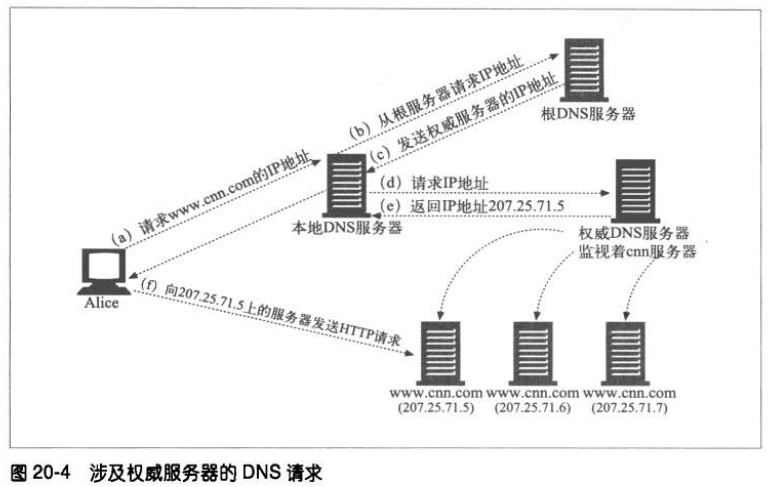 (b) 从根服务器请求IP地址
(c) 发送权威服务器的IP地址
根DNS服务器
(a) 请求www.cnn.com的IP地址
(d) 请求IP地址
(e) 返回IP地址207.25.71.5
本地DNS服务器
权威DNS服务器
监视着cnn服务器
Alice
(f) 向207.25.71.5上的服务器发送HTTP请求
www.cnn.com www.cnn.com www.cnn.com
(207.25.71.5) (207.25.71.6) (207.25.71.7)
图 20-4 涉及权威服务器的 DNS 请求